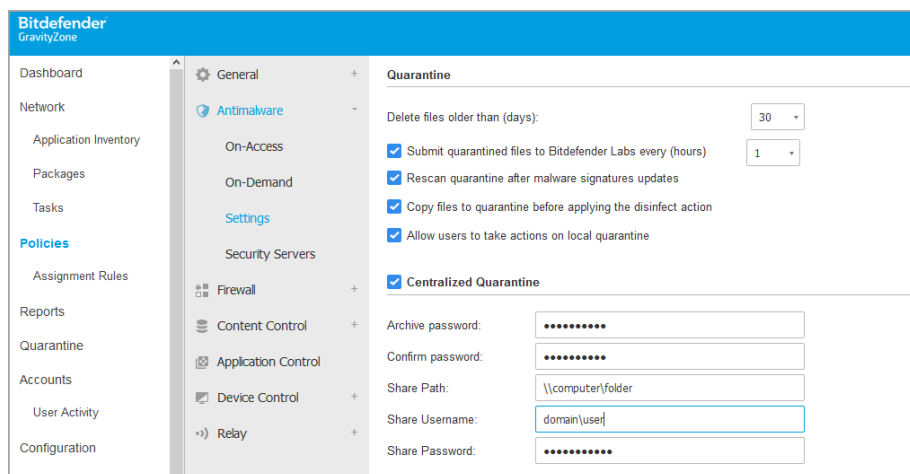 Bitdefender
GravityZone
Dashboard
Network
Application Inventory
Packages
Tasks
Policies
Assignment Rules
Reports
Quarantine
Accounts
User Activity
Configuration
General +
Antimalware -
On-Access
On-Demand
Settings
Security Servers
Firewall +
Content Control +
Application Control
Device Control +
Relay +
Quarantine
Delete files older than (days): 30
Submit quarantined files to Bitdefender Labs every (hours) 1
Rescan quarantine after malware signatures updates
Copy files to quarantine before applying the disinfect action
Allow users to take actions on local quarantine
Centralized Quarantine
Archive password: ••••••••••
Confirm password: ••••••••••
Share Path: \\computer\folder
Share Username: domain\user
Share Password: •••••••••••